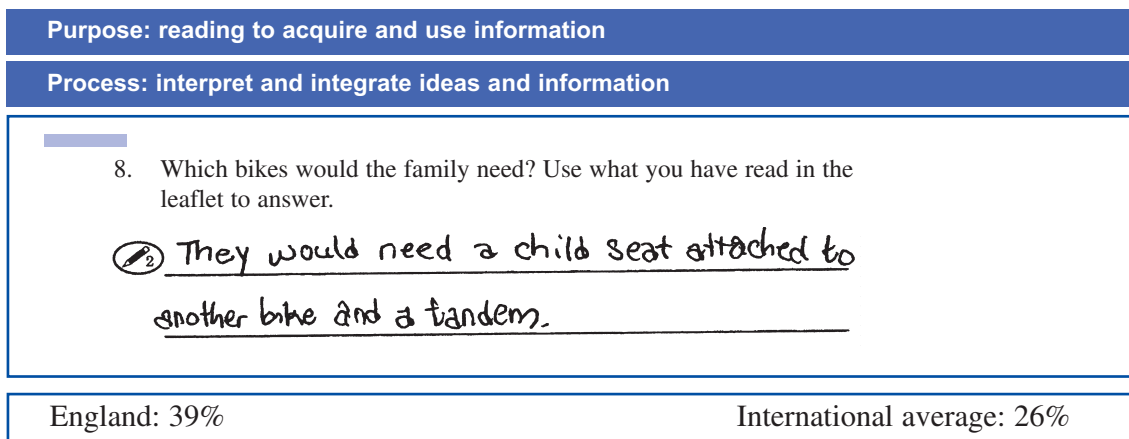 Purpose: reading to acquire and use information
Process: interpret and integrate ideas and information
8. Which bikes would the family need? Use what you have read in the
leaflet to answer.
2 They would need a child seat attached to
another bike and a tandem.
England: 39% International average: 26%